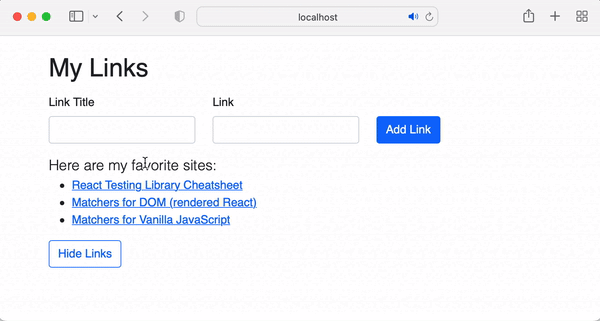 localhost
My Links
Link Title
Link
Add Link
Here are my favorite sites:
React Testing Library Cheatsheet
Matchers for DOM (rendered React)
Matchers for Vanilla JavaScript
Hide Links